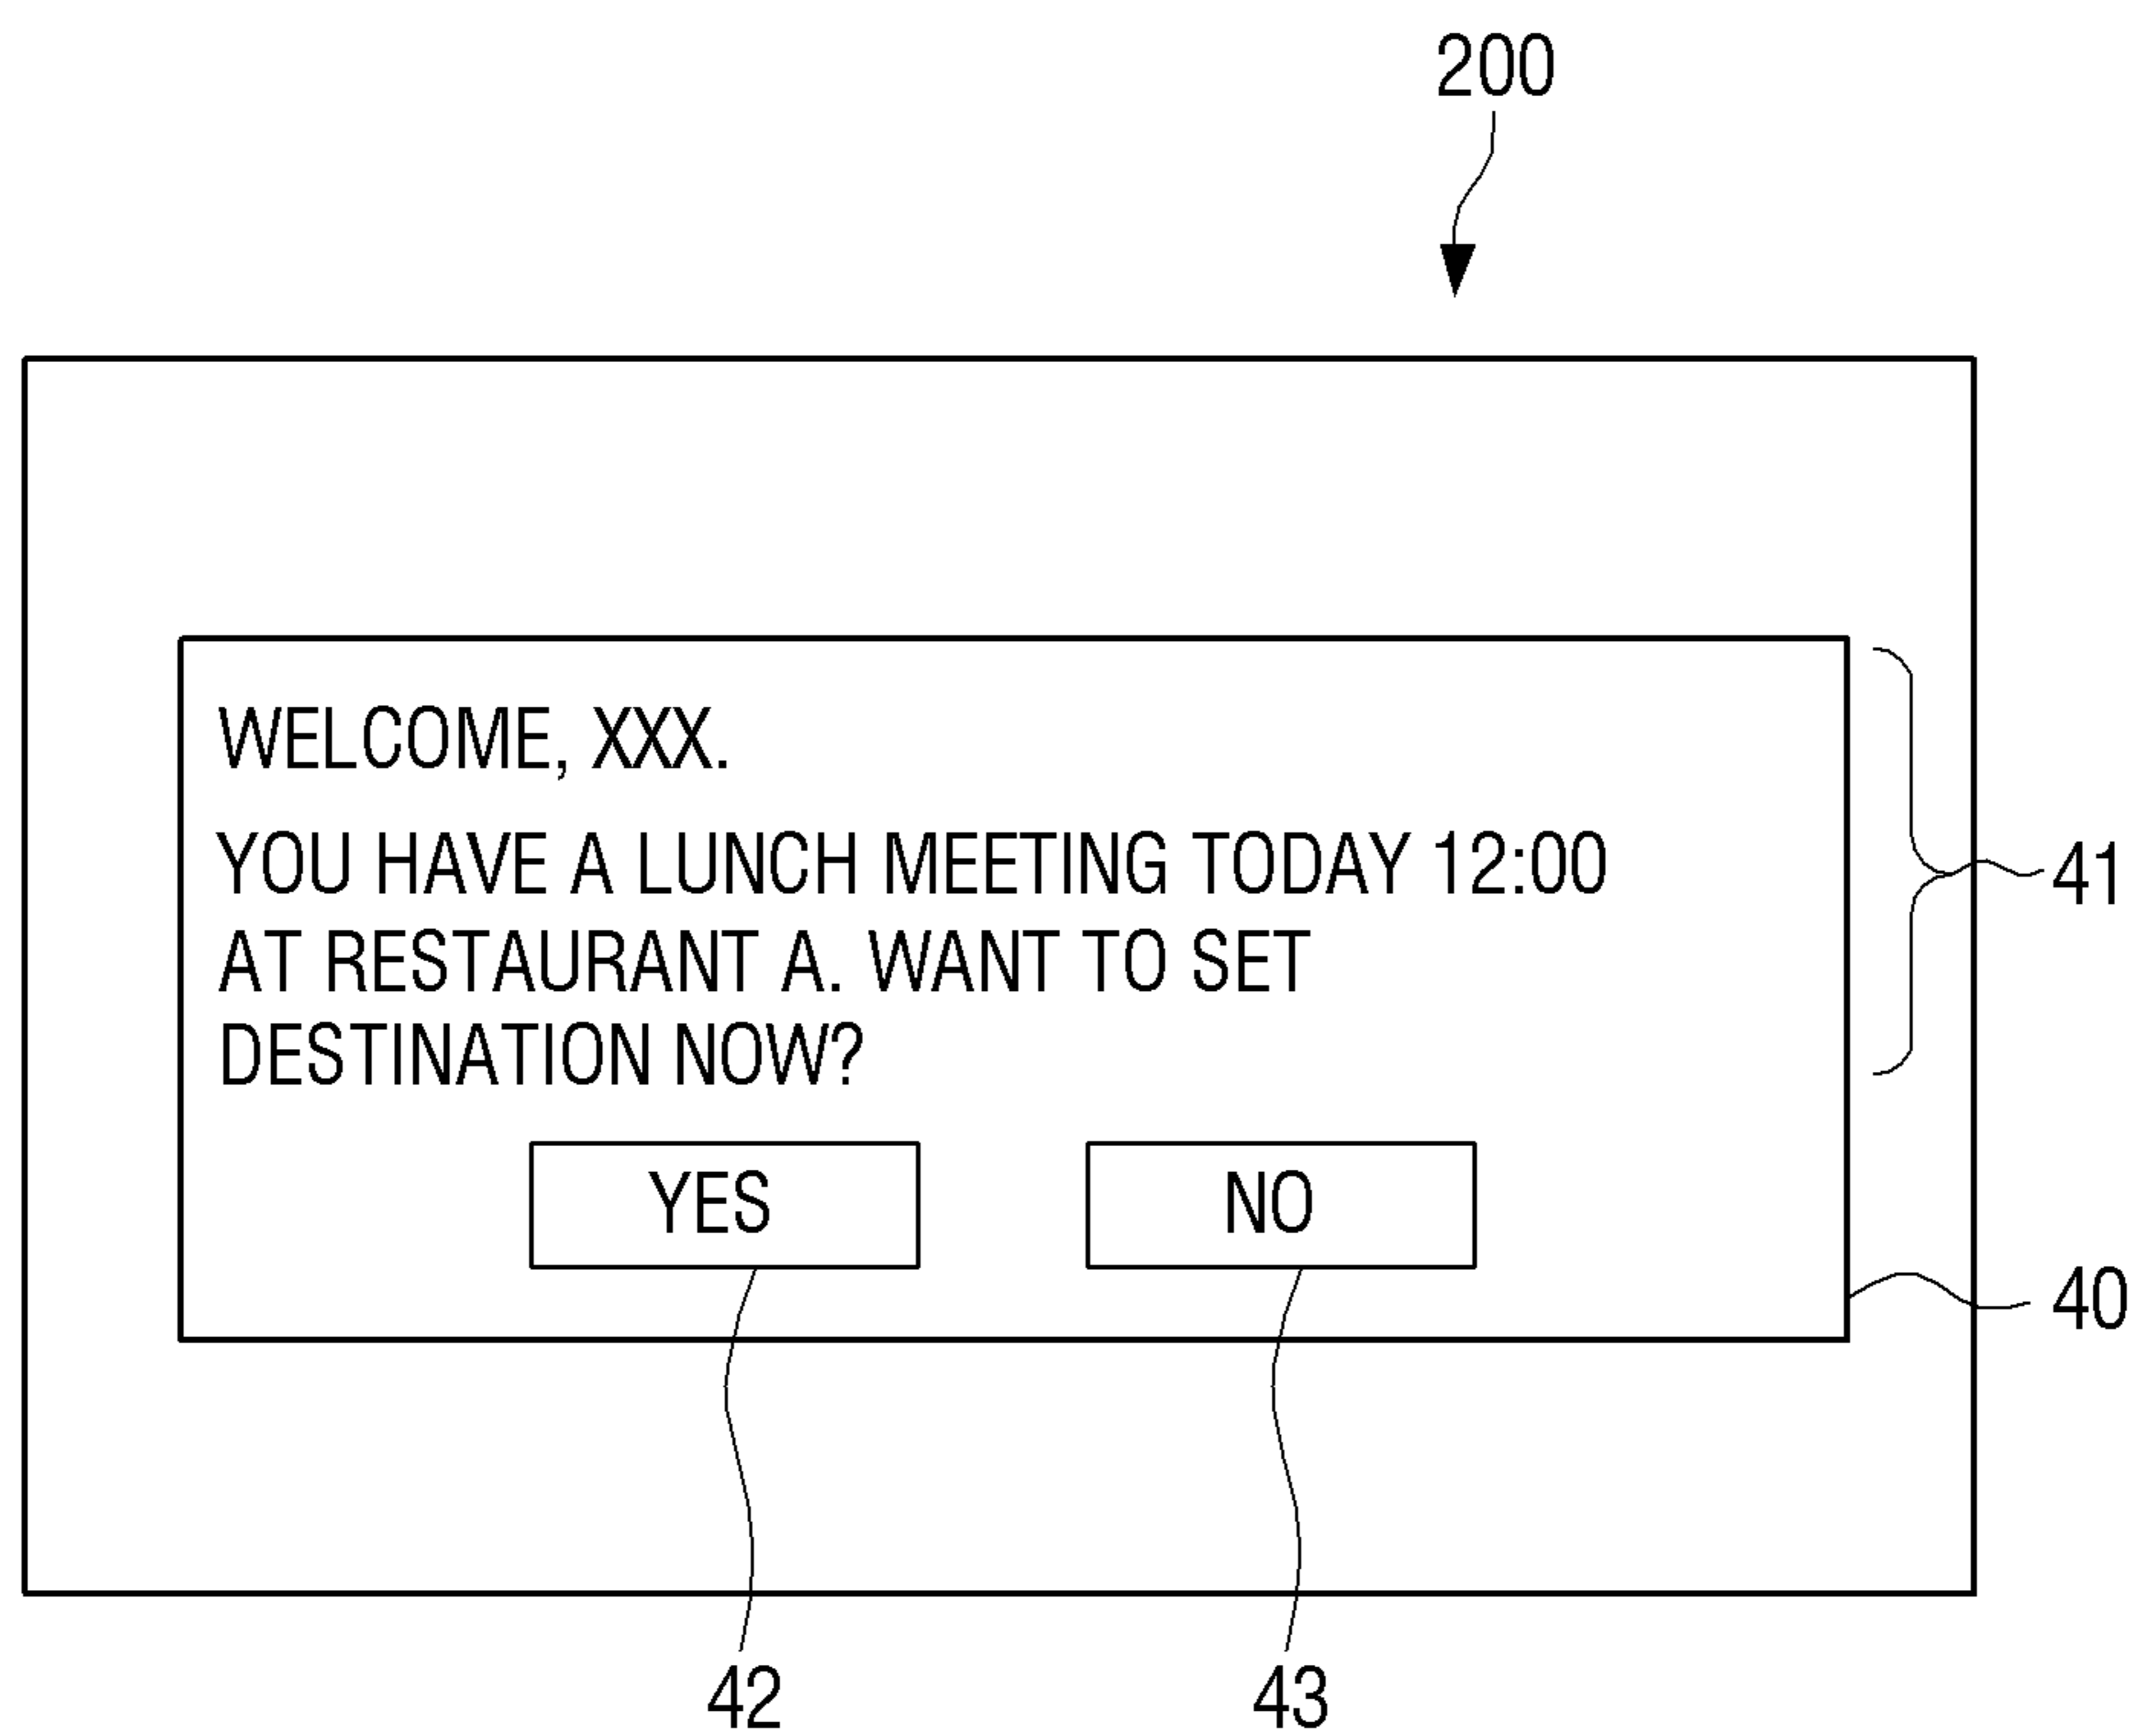 200
WELCOME, XXX.
YOU HAVE A LUNCH MEETING TODAY 12:00
AT RESTAURANT A. WANT TO SET
DESTINATION NOW?
41
YES
NO
40
42
43